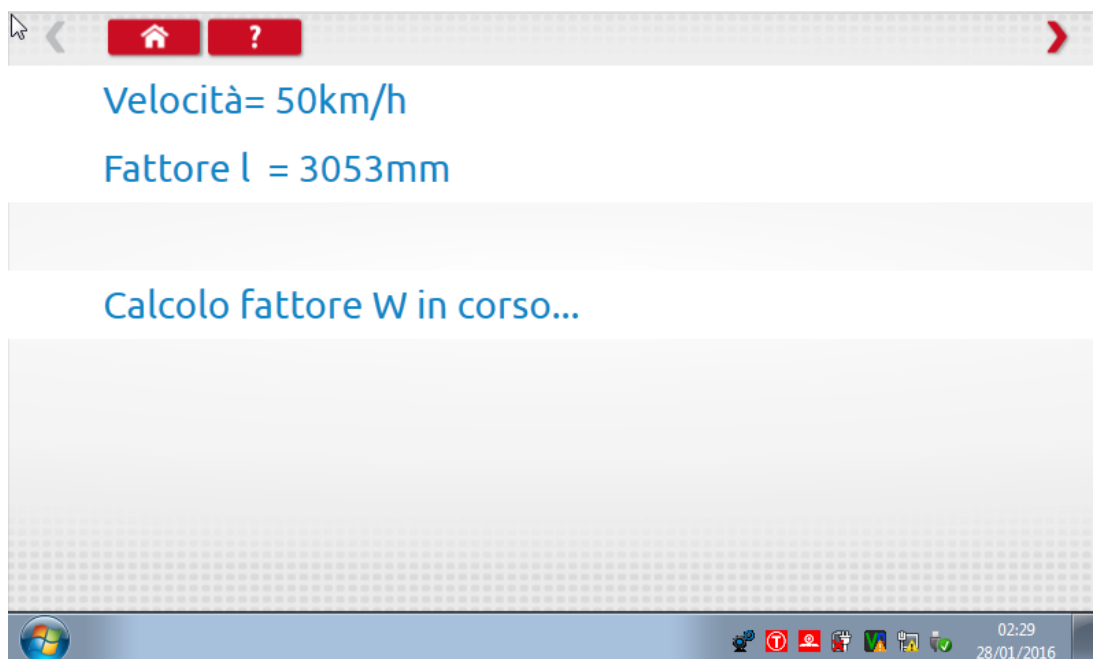 ?
Velocità= 50km/h
Fattore l = 3053mm
Calcolo fattore W in corso...
02:29
28/01/2016